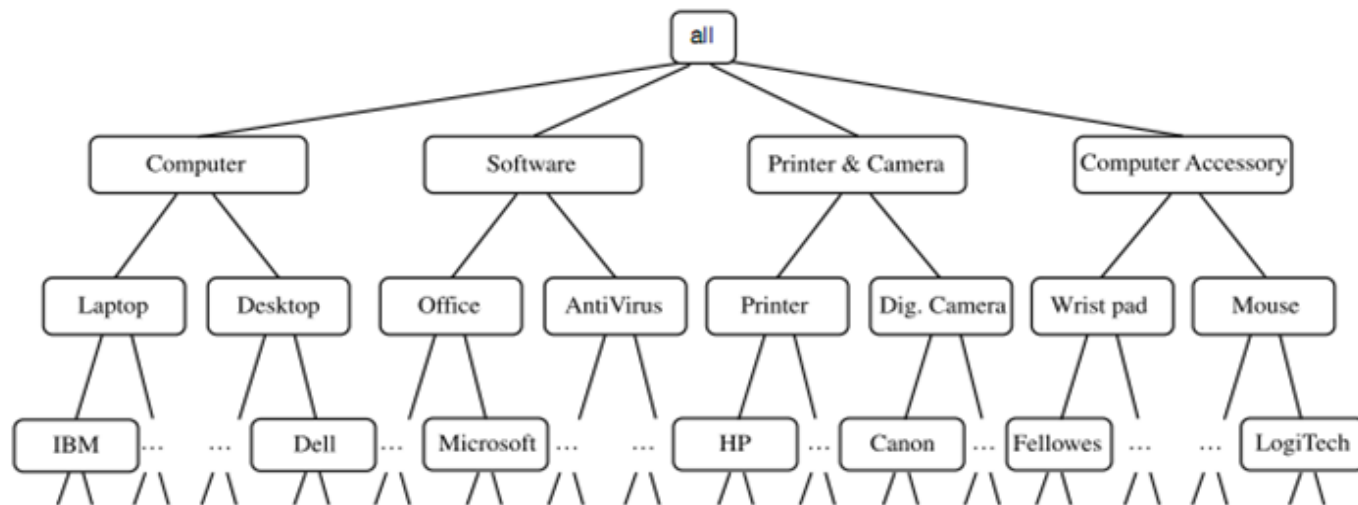 all
Computer Software Printer & Camera Computer Accessory
Laptop Desktop Office AntiVirus Printer Dig. Camera Wrist pad Mouse
IBM ... ... Dell ... Microsoft ... ... HP ... Canon ... Fellowes ... ... LogiTech